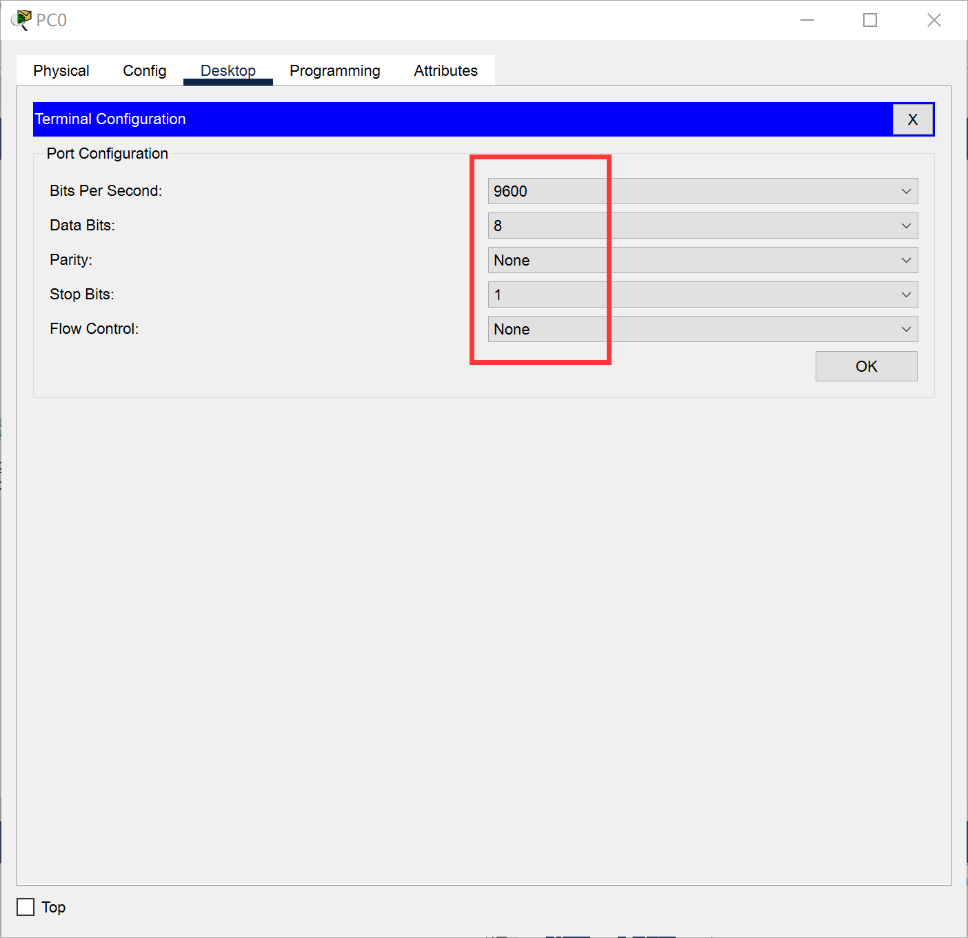 PC0
Physical Config Desktop Programming Attributes
Terminal Configuration X
Port Configuration
Bits Per Second: 9600
Data Bits: 8
Parity: None
Stop Bits: 1
Flow Control: None
OK
Top